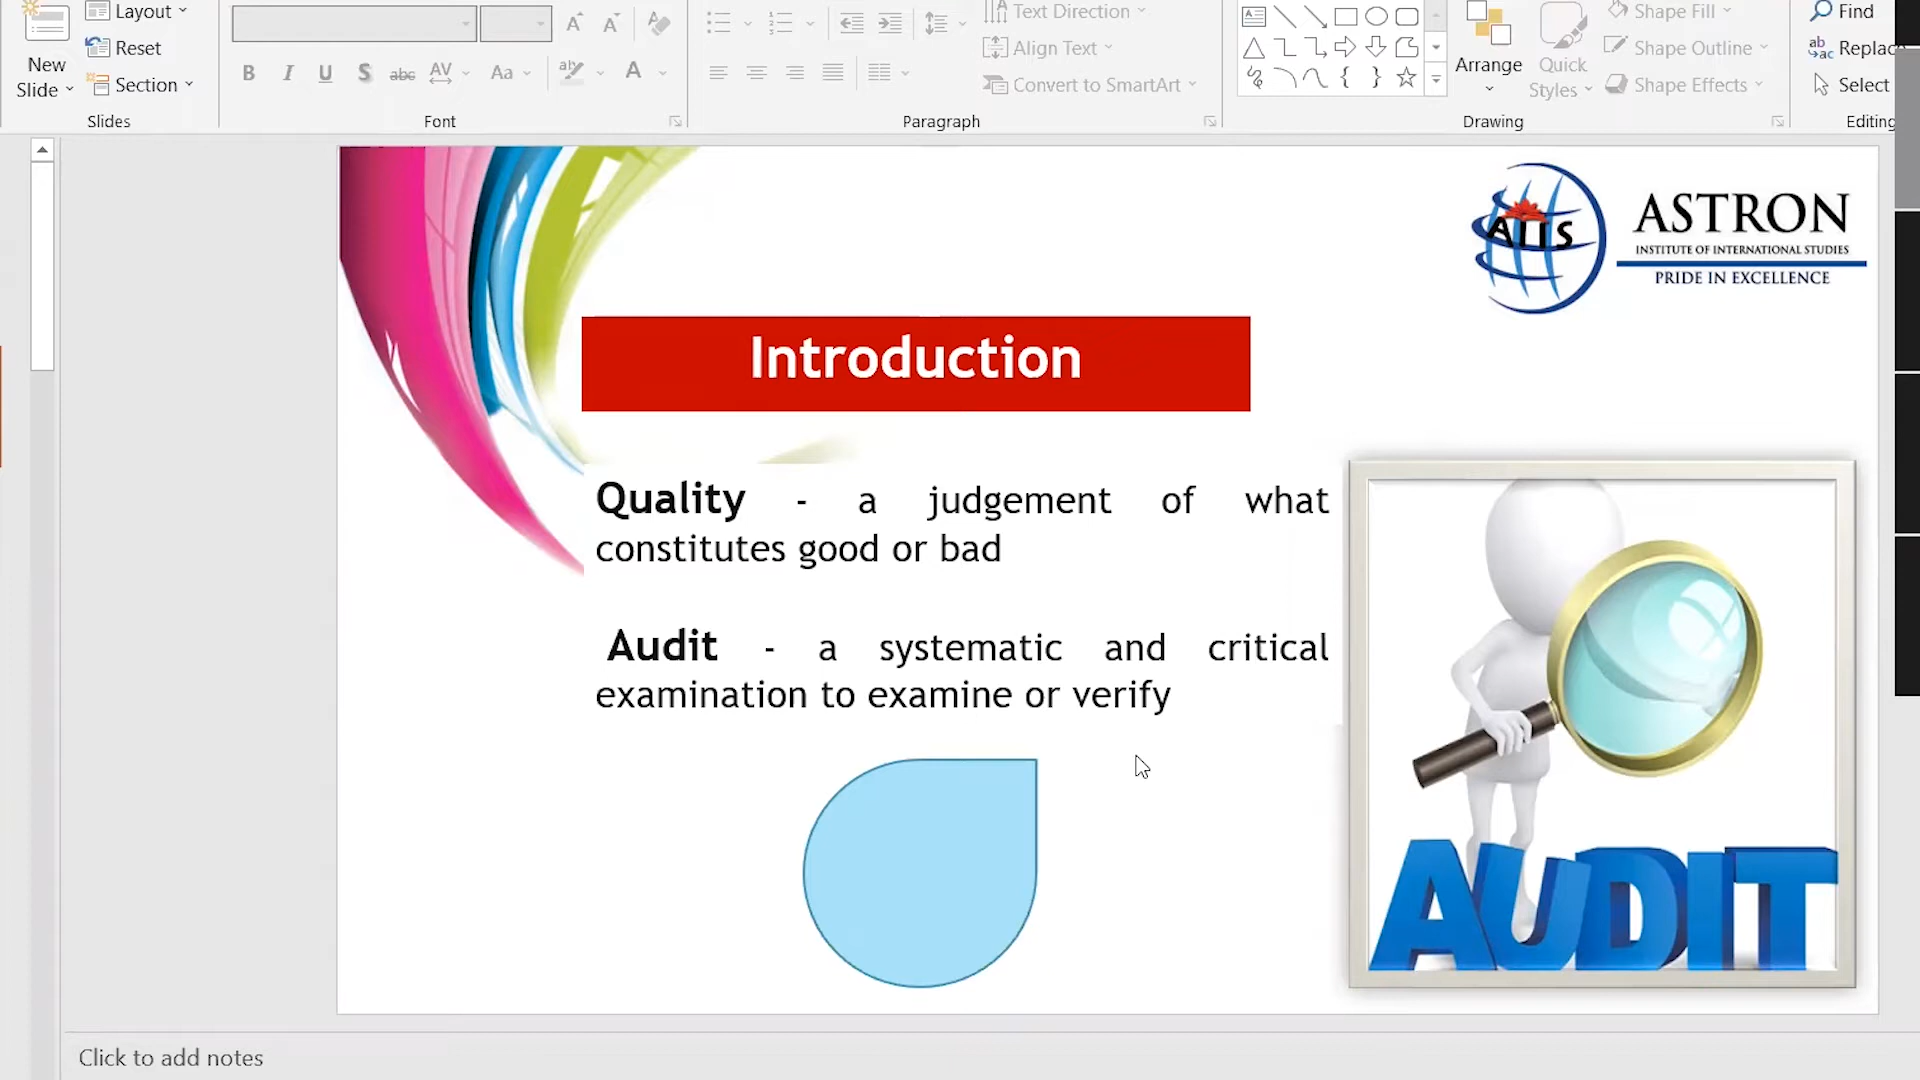 Layout
Find
Text Direction
Shape Fill
Reset
Align Text
Shape Outline
New
Slide
Arrange
Quick
Styles
Section
B I U S abc AV Aa A
Convert to SmartArt
Shape Effects
Select
Slides
Font
Paragraph
Drawing
ALIS
ASTRON
INSTITUTE OF INTERNATIONAL STUDIES
PRIDE IN EXCELLENCE
Introduction
Quality - a judgement of what
constitutes good or bad
Audit - a systematic and critical
examination to examine or verify
AUDIT
Click to add notes